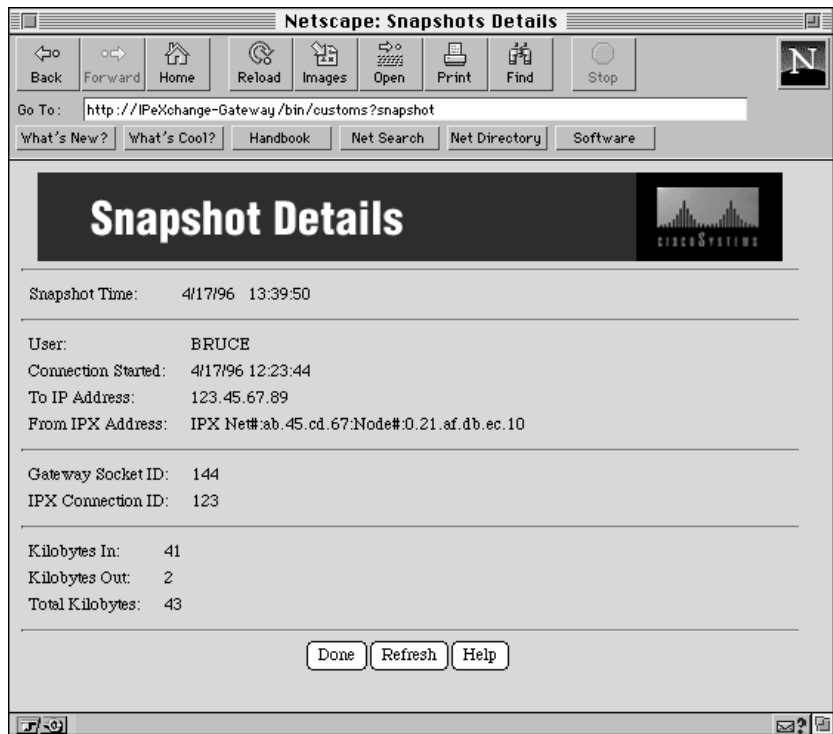 Netscape: Snapshots Details
Back Forward Home Reload Images Open Print Find Stop
N
Go To: http://IPeXchange-Gateway/bin/customs?snapshot
What's New? What's Cool? Handbook Net Search Net Directory Software
Snapshot Details
CISCO SYSTEMS
Snapshot Time: 4/17/96 13:39:50
User: BRUCE
Connection Started: 4/17/96 12:23:44
To IP Address: 123.45.67.89
From IPX Address: IPX Net#:ab.45.cd.67:Node#:0.21.af.db.ec.10
Gateway Socket ID: 144
IPX Connection ID: 123
Kilobytes In: 41
Kilobytes Out: 2
Total Kilobytes: 43
Done Refresh Help
?